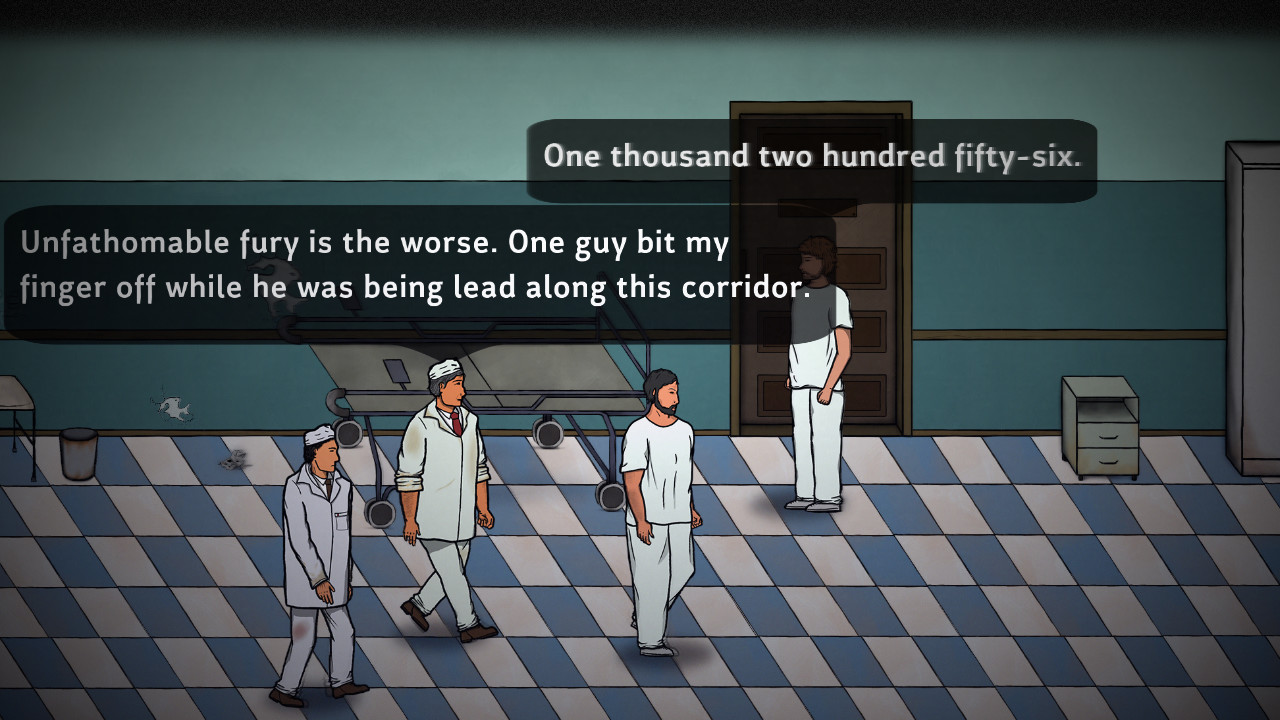 One thousand two hundred fifty-six.
Unfathomable fury is the worse. One guy bit my
finger off while he was being lead along this corridor.